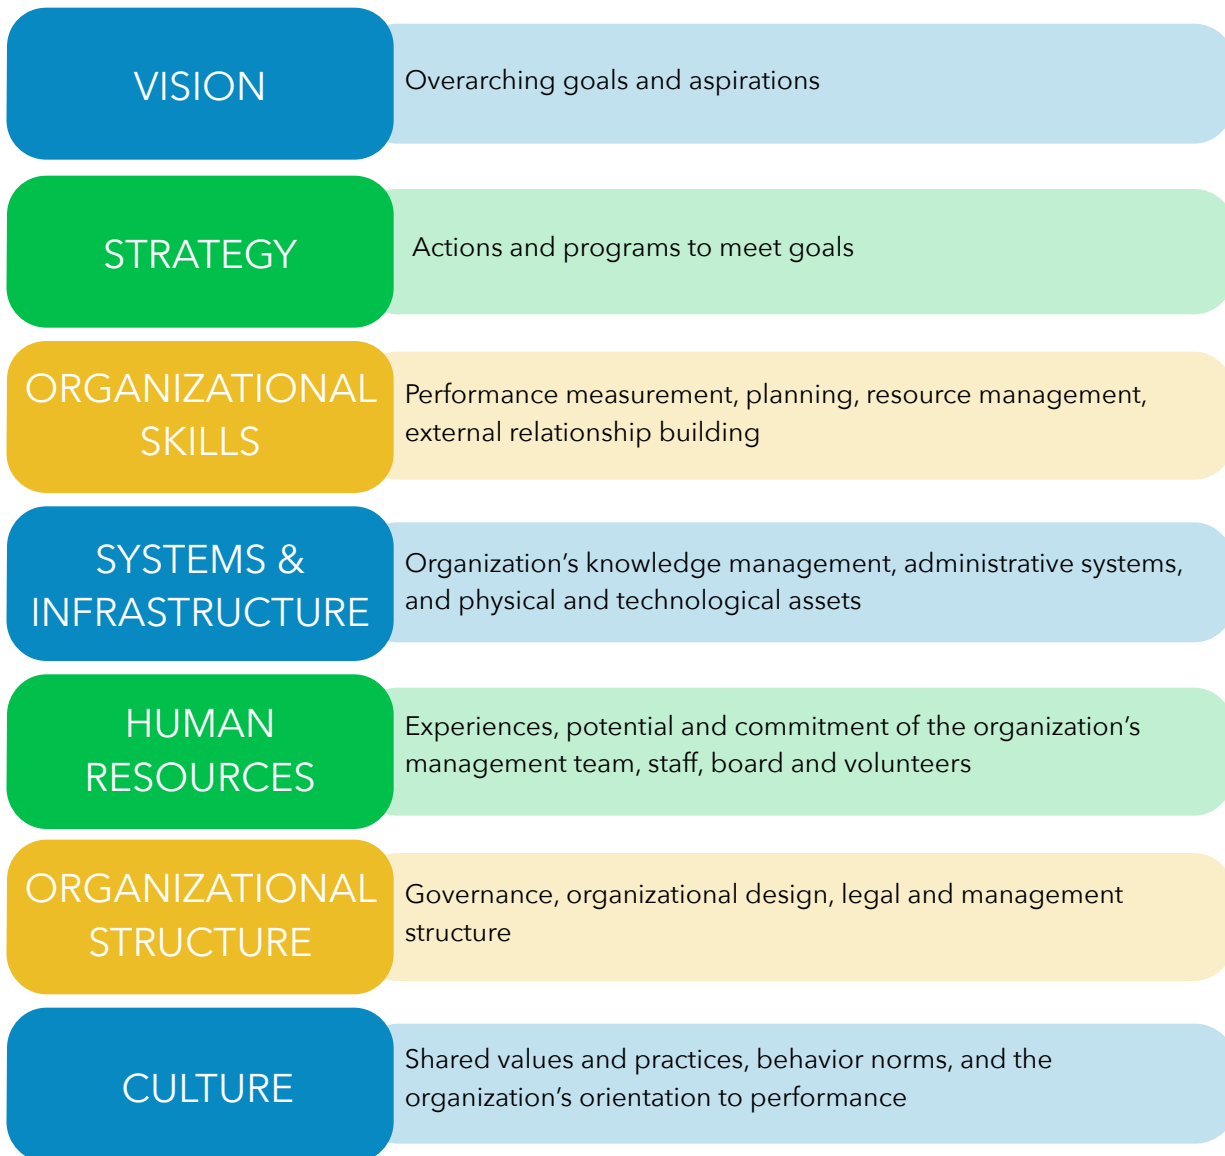 VISION
Overarching goals and aspirations
STRATEGY
Actions and programs to meet goals
ORGANIZATIONAL
SKILLS
Performance measurement, planning, resource management,
external relationship building
SYSTEMS &
INFRASTRUCTURE
Organization’s knowledge management, administrative systems,
and physical and technological assets
HUMAN
RESOURCES
Experiences, potential and commitment of the organization’s
management team, staff, board and volunteers
ORGANIZATIONAL
STRUCTURE
Governance, organizational design, legal and management
structure
CULTURE
Shared values and practices, behavior norms, and the
organization’s orientation to performance